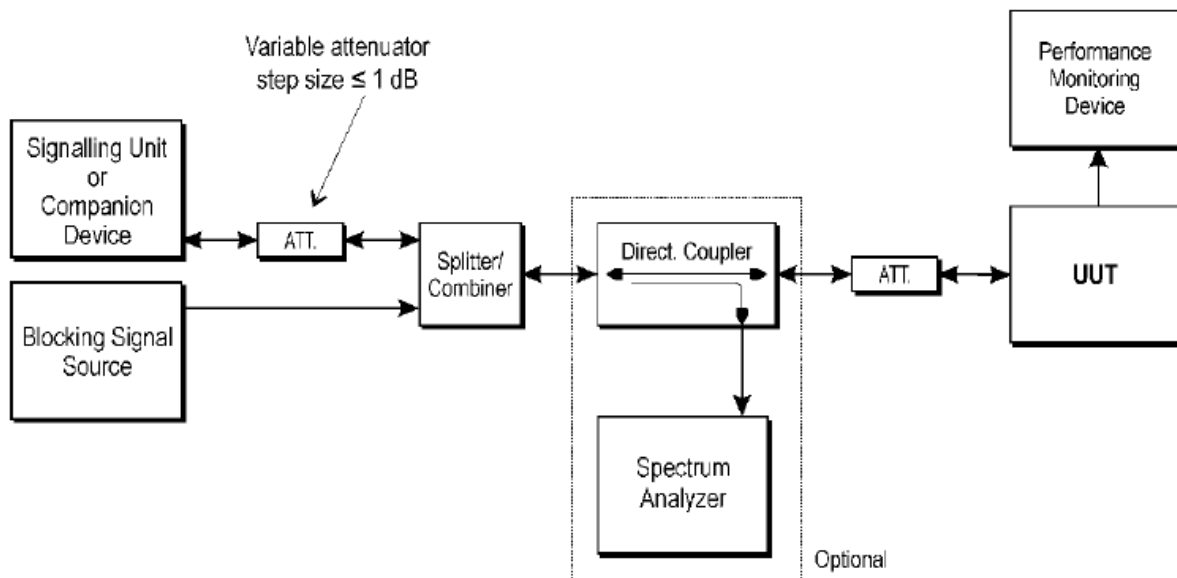 Variable attenuator
step size ≤ 1 dB
Performance
Monitoring
Device
Signalling Unit
or
Companion
Device
ATT.
Splitter/
Combiner
Direct. Coupler
ATT.
UUT
Blocking Signal
Source
Spectrum
Analyzer
Optional